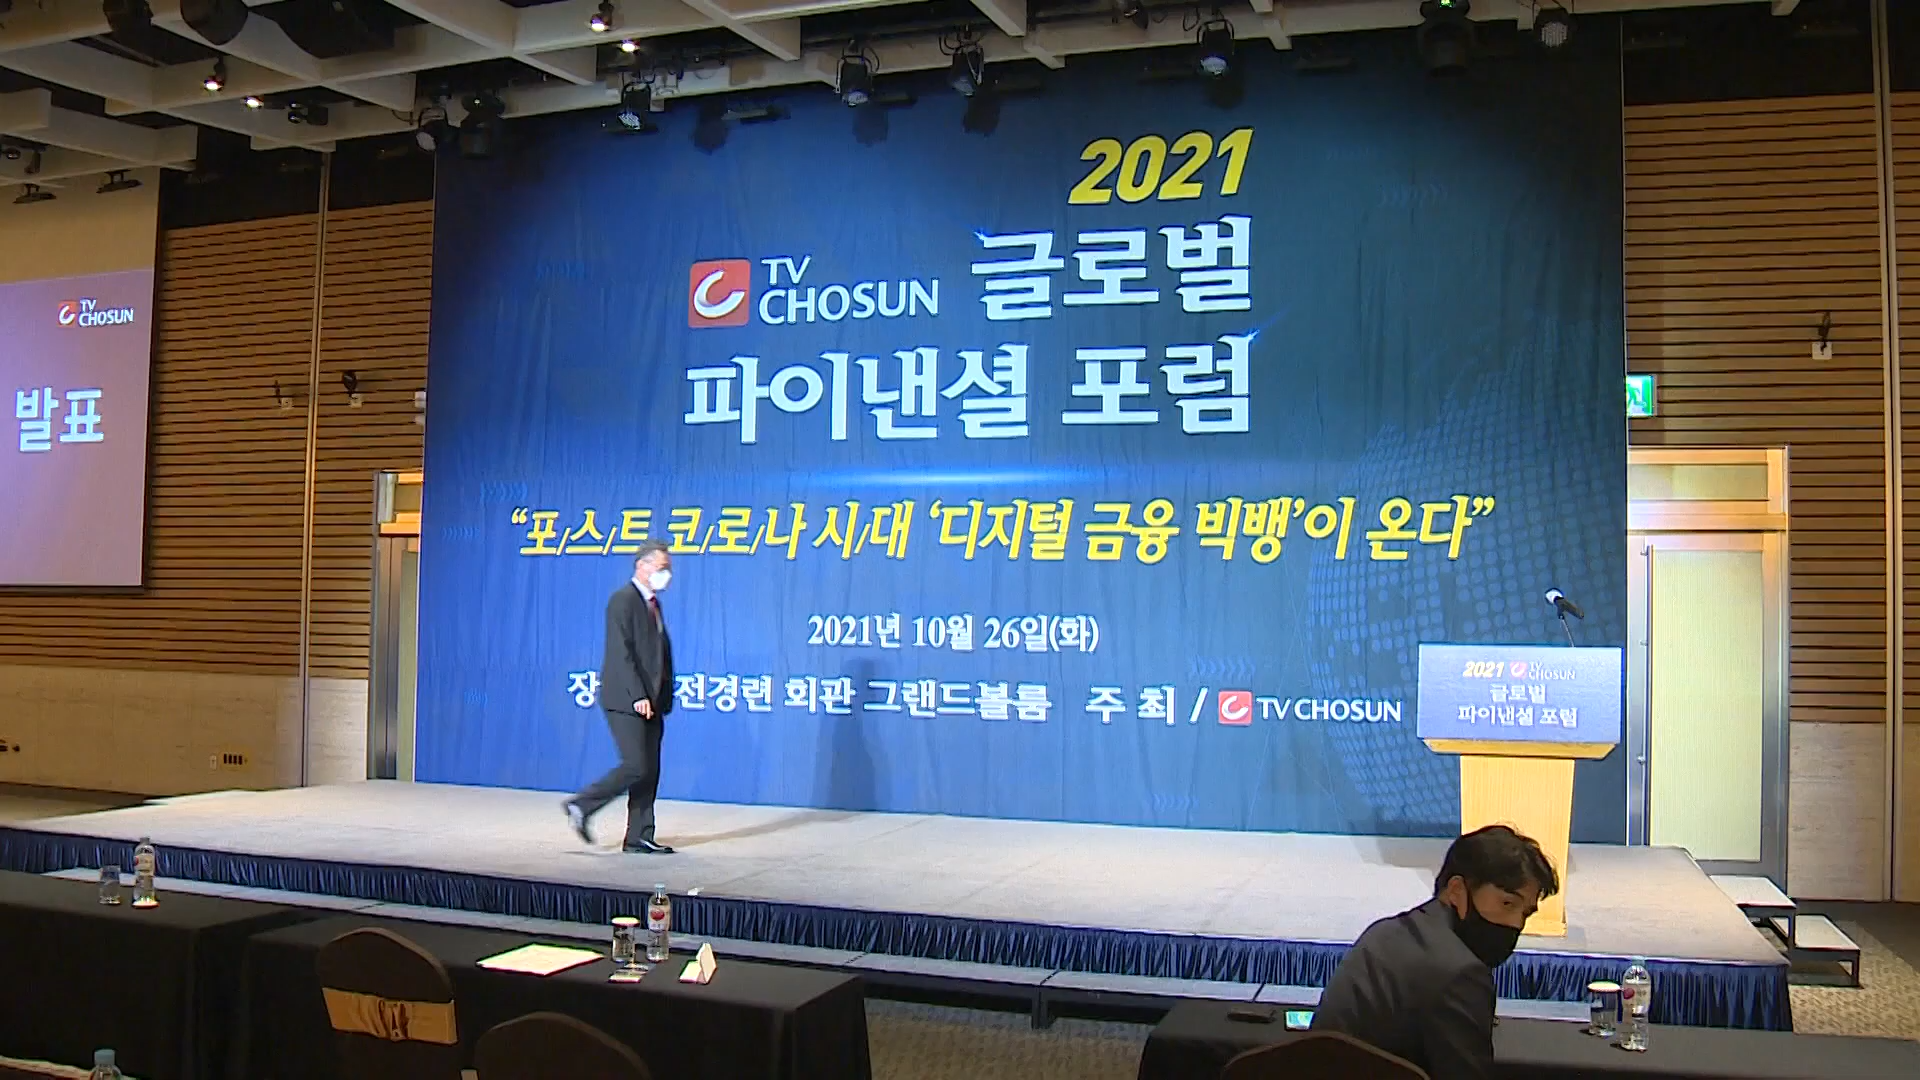 2021
TV CHOSUN 글로벌
파이낸셜 포럼
“포/스/트 코/로/나 시/대 ‘디지털 금융 빅뱅’이 온다”
2021년 10월 26일(화)
장 전경련 회관 그랜드볼룸 주 최 / TV CHOSUN
TV CHOSUN
발표
2021 TV CHOSUN
글로벌
파이낸셜 포럼